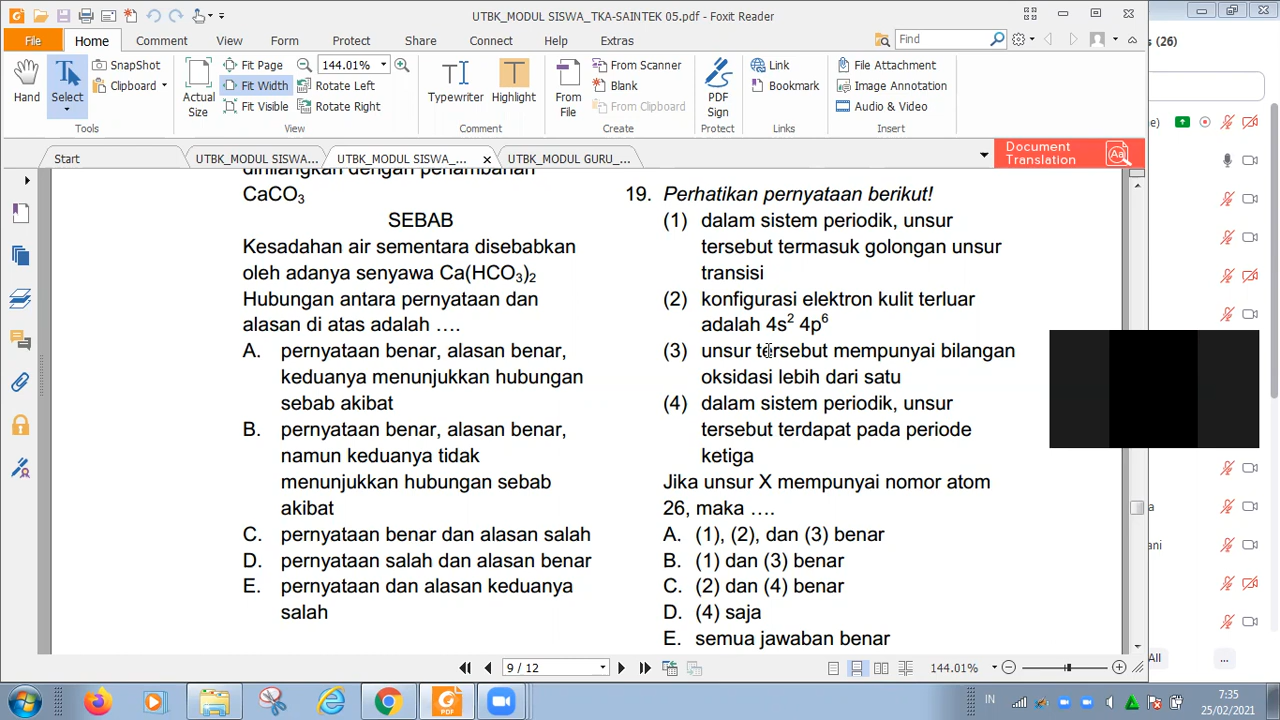 UTBK_MODUL SISWA_TKA-SAINTEK 05.pdf - Foxit Reader
File Home Comment View Form Protect Share Connect Help Extras Find
s (26)
Hand
Select
SnapShot
Clipboard
Tools
Actual Size
Fit Page
Fit Width
Fit Visible
144.01%
Rotate Left
Rotate Right
View
Typewriter
Highlight
Comment
From File
From Scanner
Blank
From Clipboard
Create
PDF Sign
Protect
Link
Bookmark
Links
File Attachment
Image Annotation
Audio & Video
Insert
e)
Start
UTBK_MODUL SISWA...
UTBK_MODUL SISWA_...
UTBK_MODUL GURU_...
Document Translation
dihilangkan dengan penambahan
CaCO₃
SEBAB
Kesadahan air sementara disebabkan
oleh adanya senyawa Ca(HCO₃)₂
Hubungan antara pernyataan dan
alasan di atas adalah ….
A. pernyataan benar, alasan benar,
keduanya menunjukkan hubungan
sebab akibat
B. pernyataan benar, alasan benar,
namun keduanya tidak
menunjukkan hubungan sebab
akibat
C. pernyataan benar dan alasan salah
D. pernyataan salah dan alasan benar
E. pernyataan dan alasan keduanya
salah
19. Perhatikan pernyataan berikut!
(1) dalam sistem periodik, unsur
tersebut termasuk golongan unsur
transisi
(2) konfigurasi elektron kulit terluar
adalah 4s² 4p⁶
(3) unsur tersebut mempunyai bilangan
oksidasi lebih dari satu
(4) dalam sistem periodik, unsur
tersebut terdapat pada periode
ketiga
Jika unsur X mempunyai nomor atom
26, maka ….
A. (1), (2), dan (3) benar
B. (1) dan (3) benar
C. (2) dan (4) benar
D. (4) saja
E. semua jawaban benar
a
ani
All
...
9 / 12
144.01%
IN
7:35
25/02/2021